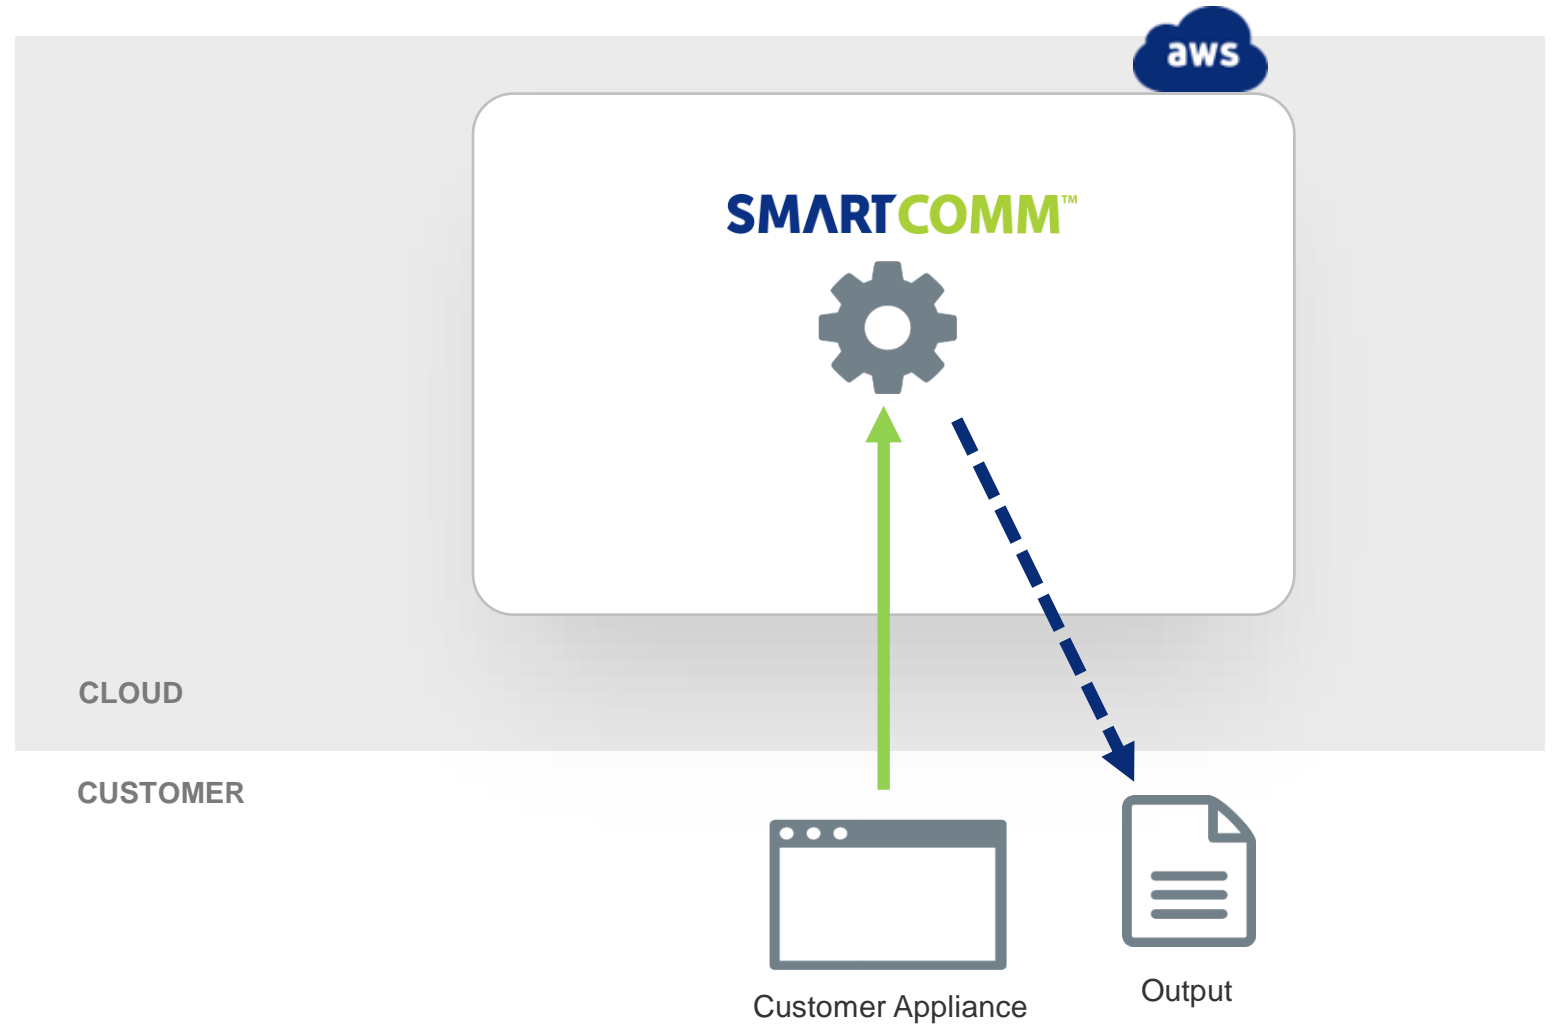 aws
SMARTCOMM™
CLOUD
CUSTOMER
Customer Appliance
Output